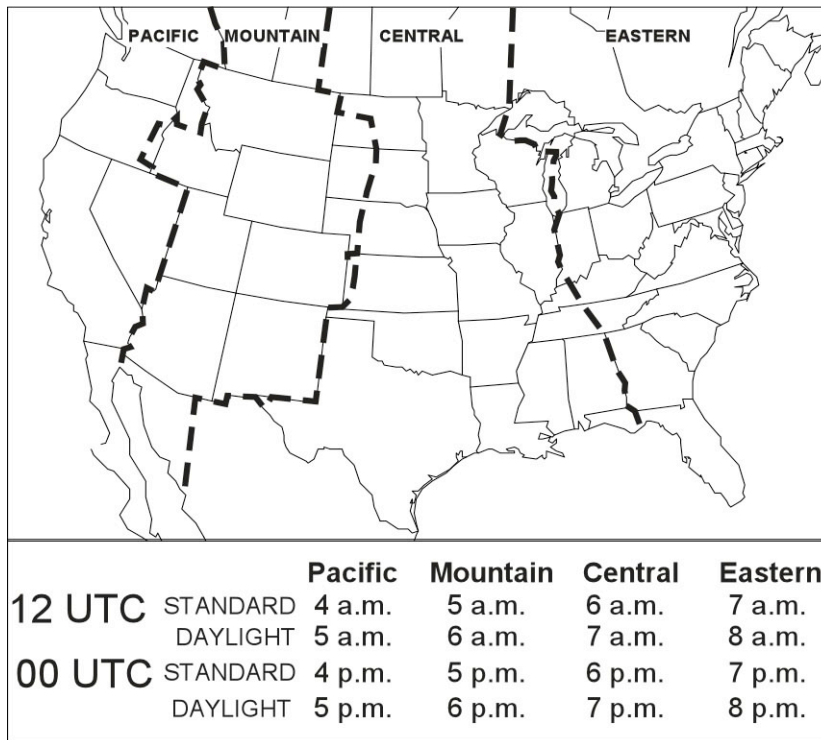 PACIFIC MOUNTAIN CENTRAL EASTERN
Pacific Mountain Central Eastern
12 UTC STANDARD 4 a.m. 5 a.m. 6 a.m. 7 a.m.
DAYLIGHT 5 a.m. 6 a.m. 7 a.m. 8 a.m.
00 UTC STANDARD 4 p.m. 5 p.m. 6 p.m. 7 p.m.
DAYLIGHT 5 p.m. 6 p.m. 7 p.m. 8 p.m.